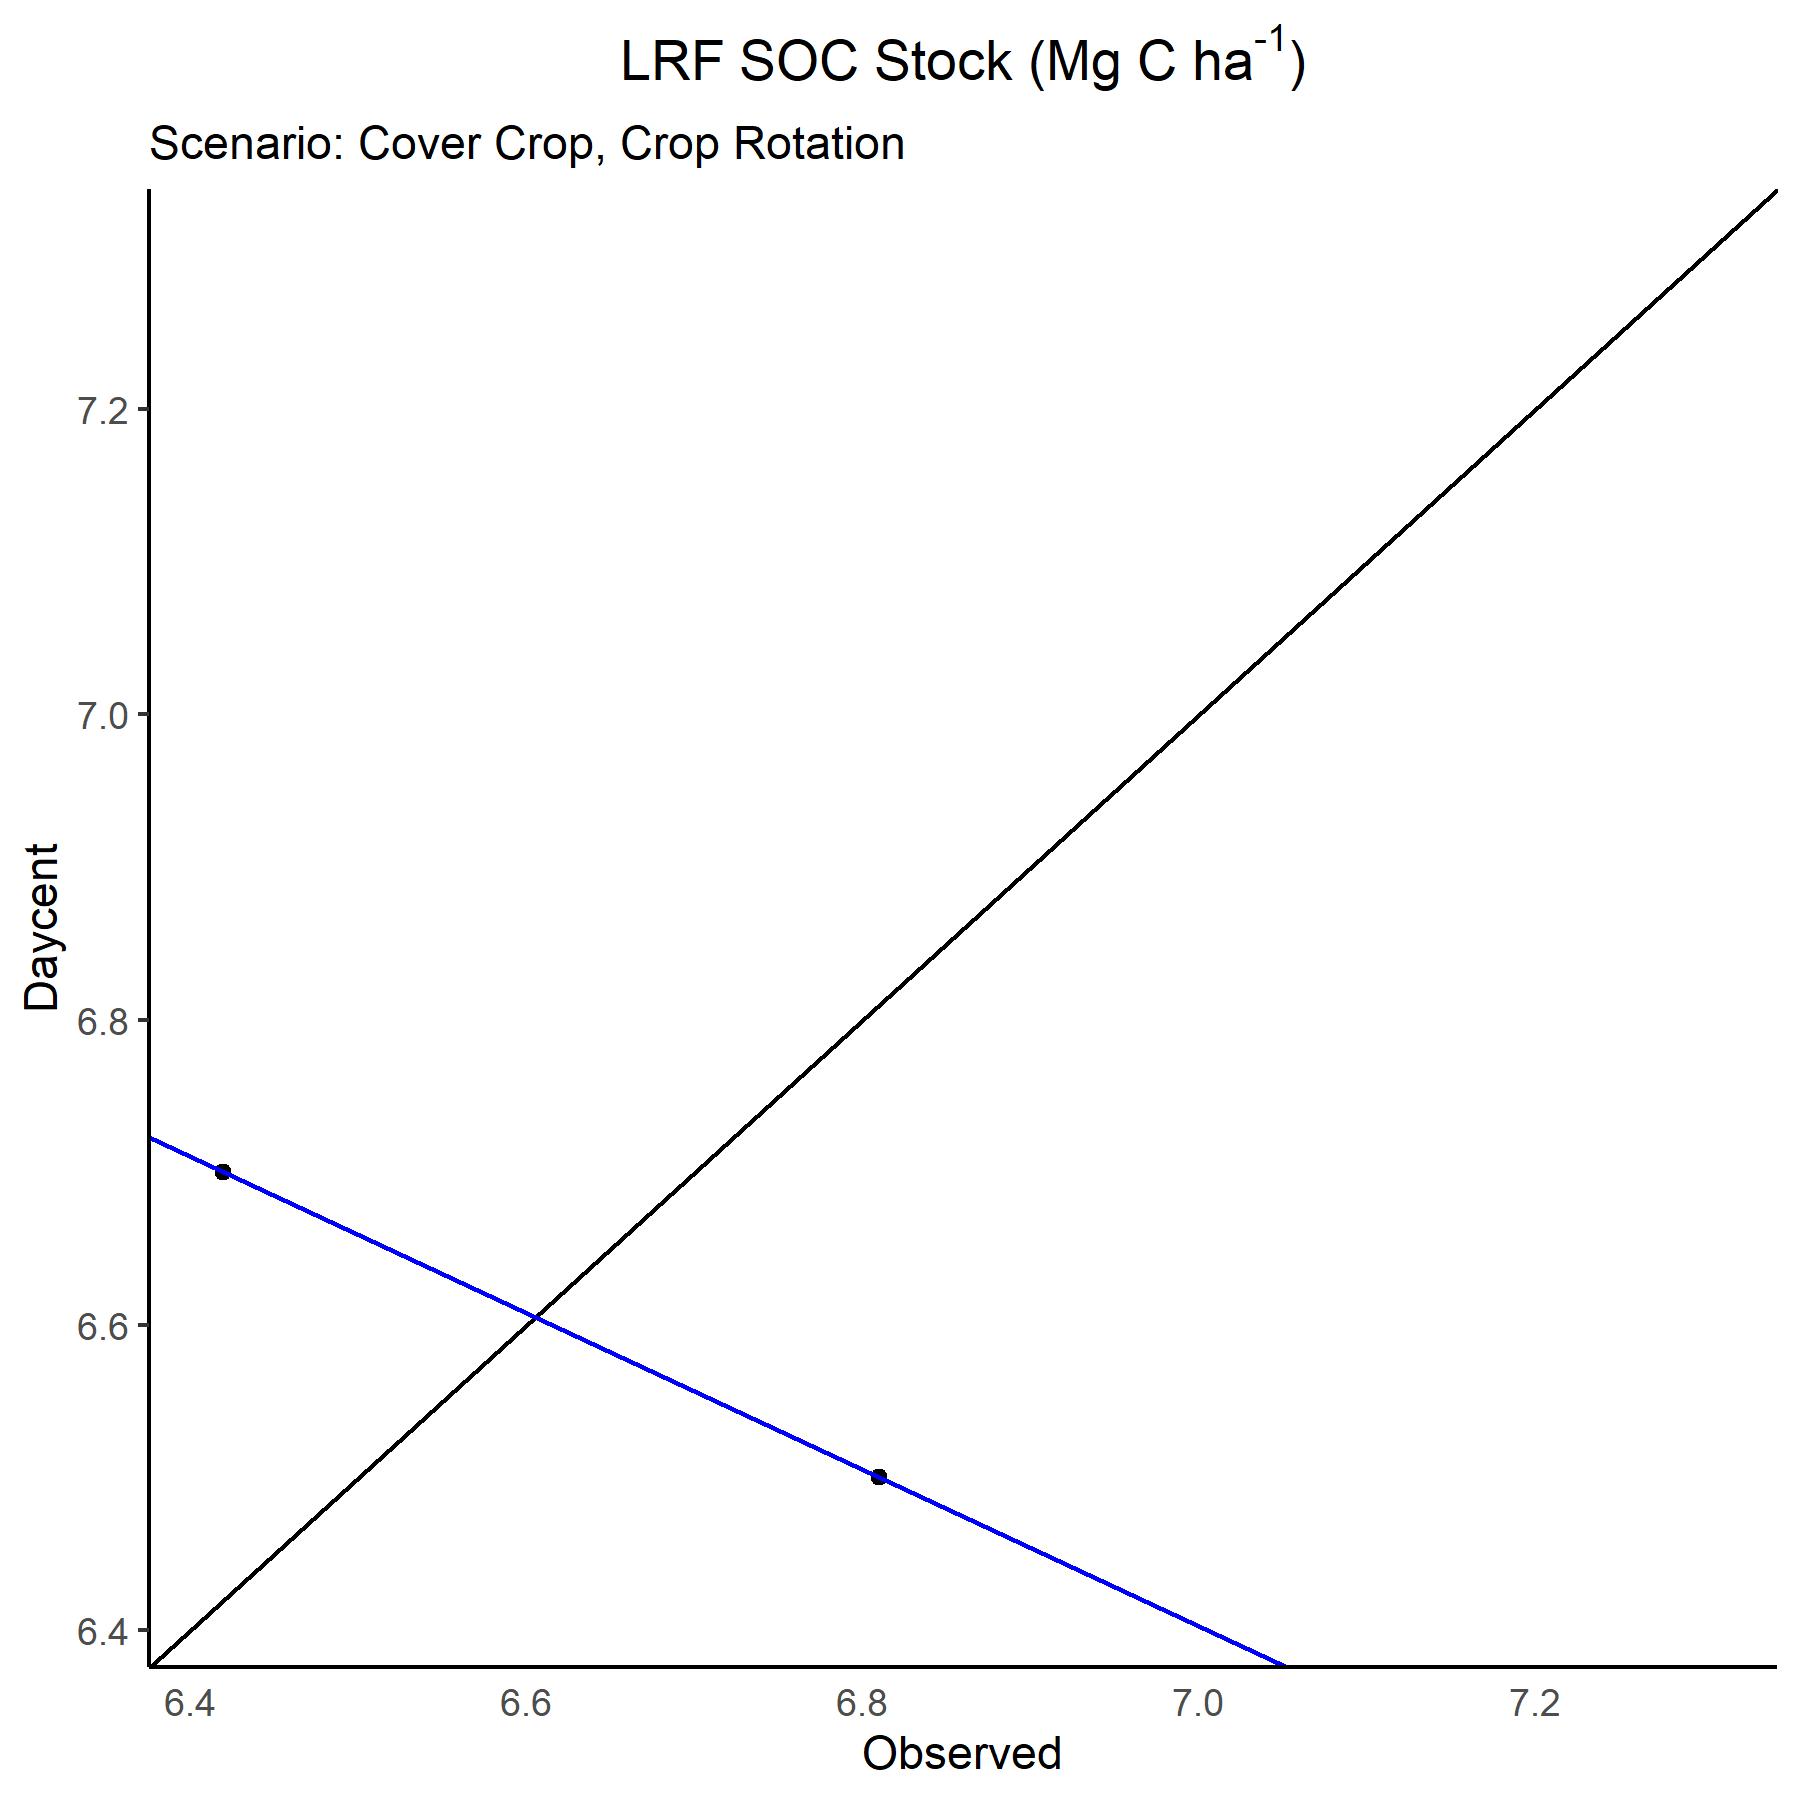 LRF SOC Stock (Mg C ha⁻¹)
Scenario: Cover Crop, Crop Rotation
7.2
7.0
6.8
6.6
6.4
Daycent
6.4 6.6 6.8 7.0 7.2
Observed